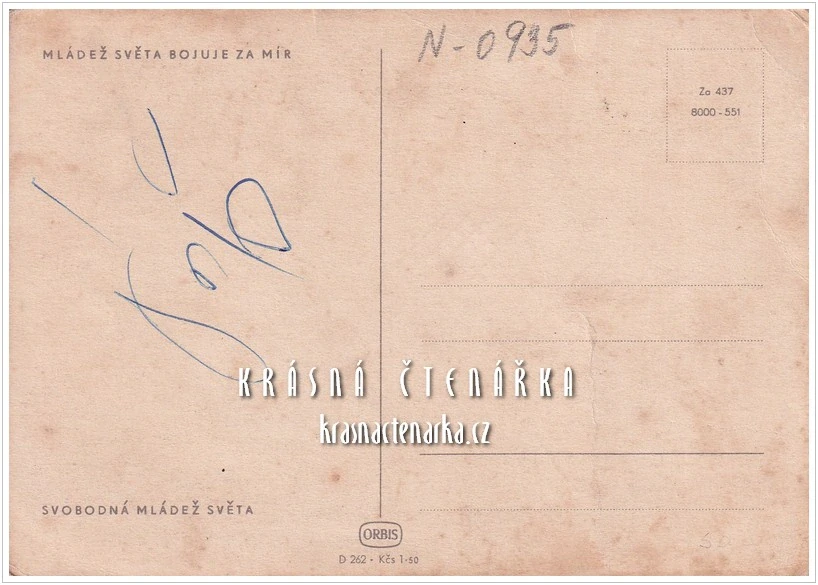 MLÁDEŽ SVĚTA BOJUJE ZA MÍR
N-0935
Za 437
8000 - 551
KRÁSNÁ ČTENÁŘKA
krasnactenarka.cz
SVOBODNÁ MLÁDEŽ SVĚTA
ORBIS
D 262 • Kčs 1·50